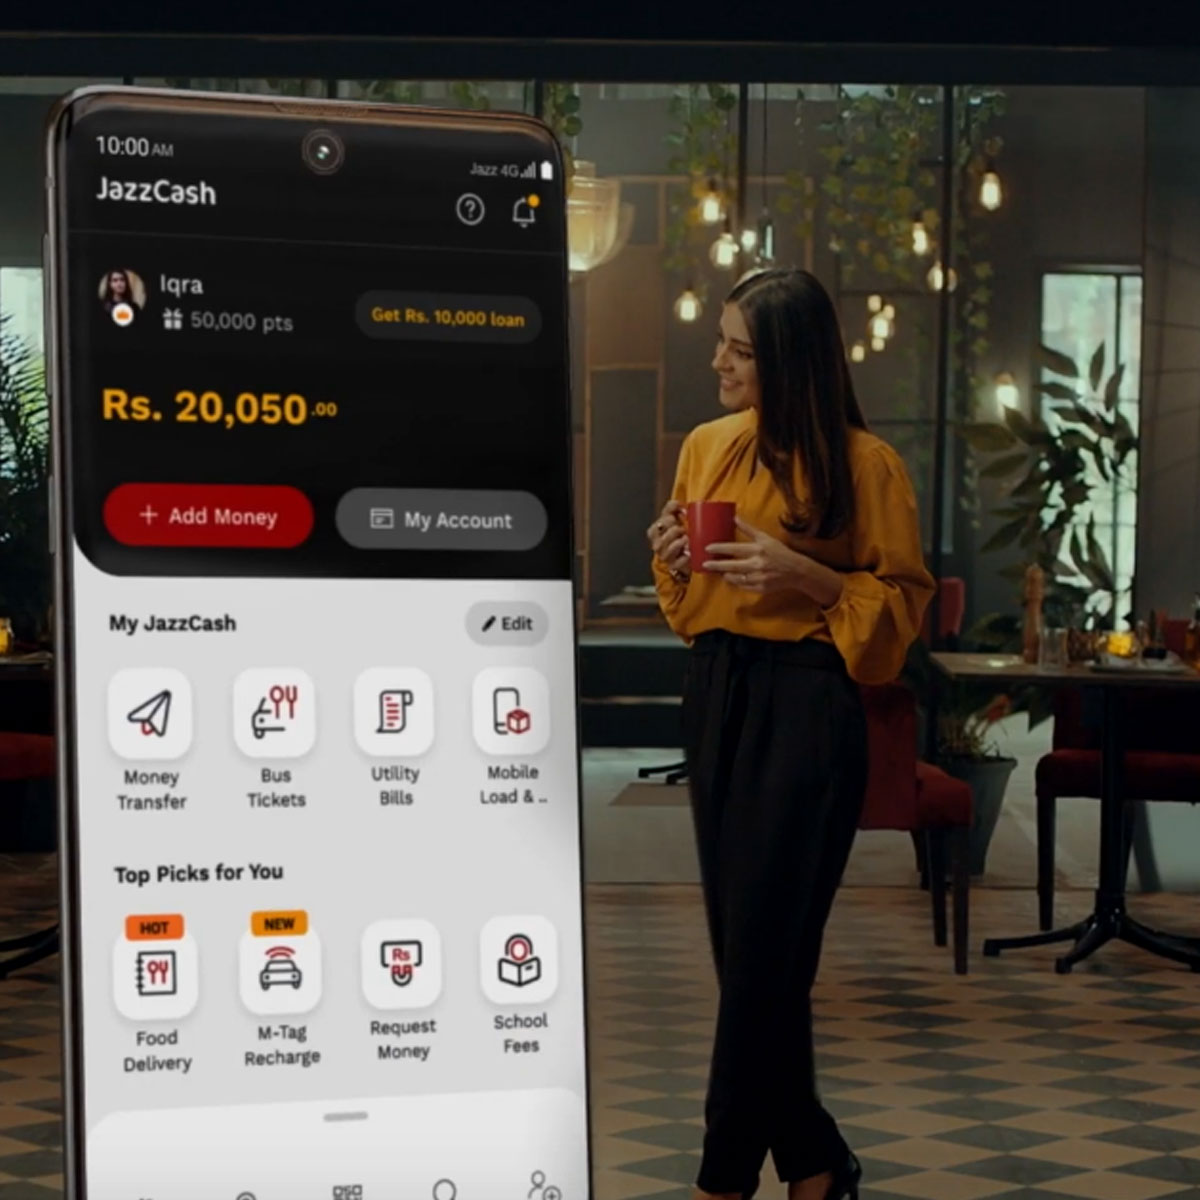 10:00 AM
Jazz 4G
JazzCash
Iqra
50,000 pts
Get Rs. 10,000 loan
Rs. 20,050.00
+ Add Money
My Account
My JazzCash
Edit
Money
Transfer
Bus
Tickets
Utility
Bills
Mobile
Load & ..
Top Picks for You
HOT
NEW
Rs
Food
Delivery
M-Tag
Recharge
Request
Money
School
Fees